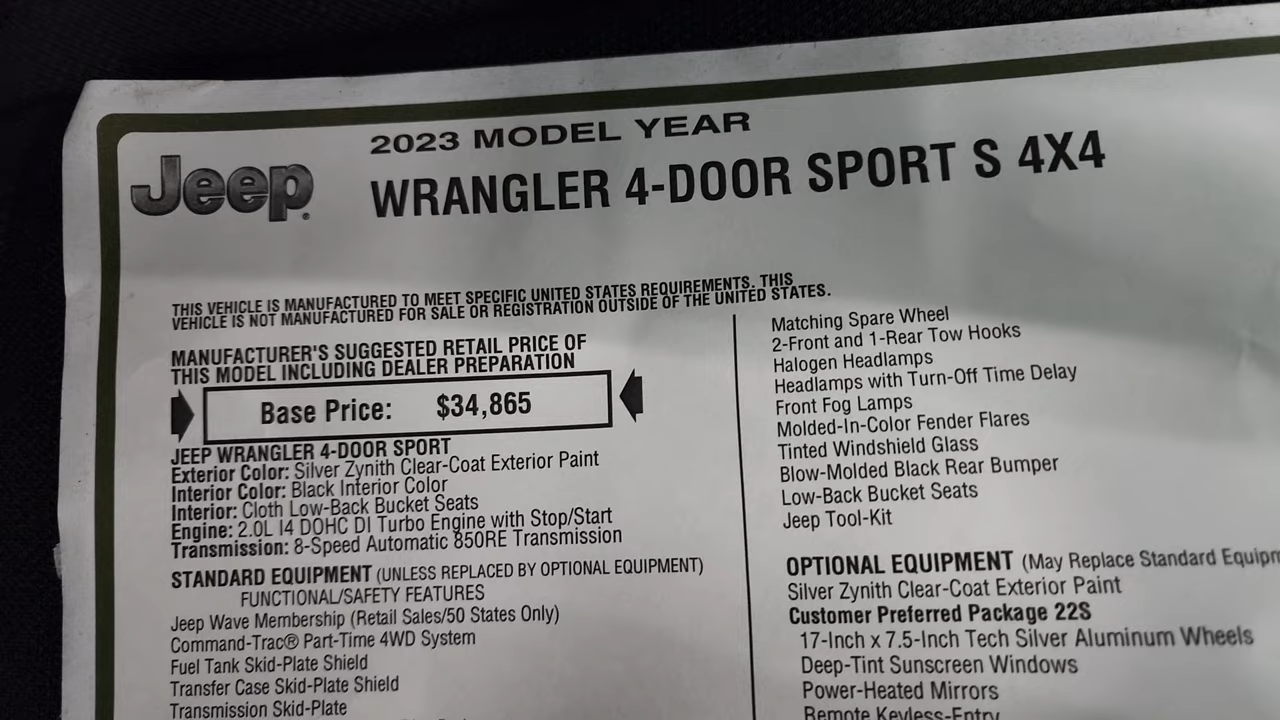 Jeep®
2023 MODEL YEAR
WRANGLER 4-DOOR SPORT S 4X4
THIS VEHICLE IS MANUFACTURED TO MEET SPECIFIC UNITED STATES REQUIREMENTS. THIS
VEHICLE IS NOT MANUFACTURED FOR SALE OR REGISTRATION OUTSIDE OF THE UNITED STATES.
MANUFACTURER'S SUGGESTED RETAIL PRICE OF
THIS MODEL INCLUDING DEALER PREPARATION
Base Price: $34,865
JEEP WRANGLER 4-DOOR SPORT
Exterior Color: Silver Zynith Clear-Coat Exterior Paint
Interior Color: Black Interior Color
Interior: Cloth Low-Back Bucket Seats
Engine: 2.0L I4 DOHC DI Turbo Engine with Stop/Start
Transmission: 8-Speed Automatic 850RE Transmission
STANDARD EQUIPMENT (UNLESS REPLACED BY OPTIONAL EQUIPMENT)
FUNCTIONAL/SAFETY FEATURES
Jeep Wave Membership (Retail Sales/50 States Only)
Command-Trac® Part-Time 4WD System
Fuel Tank Skid-Plate Shield
Transfer Case Skid-Plate Shield
Transmission Skid-Plate
Matching Spare Wheel
2-Front and 1-Rear Tow Hooks
Halogen Headlamps
Headlamps with Turn-Off Time Delay
Front Fog Lamps
Molded-In-Color Fender Flares
Tinted Windshield Glass
Blow-Molded Black Rear Bumper
Low-Back Bucket Seats
Jeep Tool-Kit
OPTIONAL EQUIPMENT (May Replace Standard Equipm
Silver Zynith Clear-Coat Exterior Paint
Customer Preferred Package 22S
17-Inch x 7.5-Inch Tech Silver Aluminum Wheels
Deep-Tint Sunscreen Windows
Power-Heated Mirrors
Remote Keyless-Entry